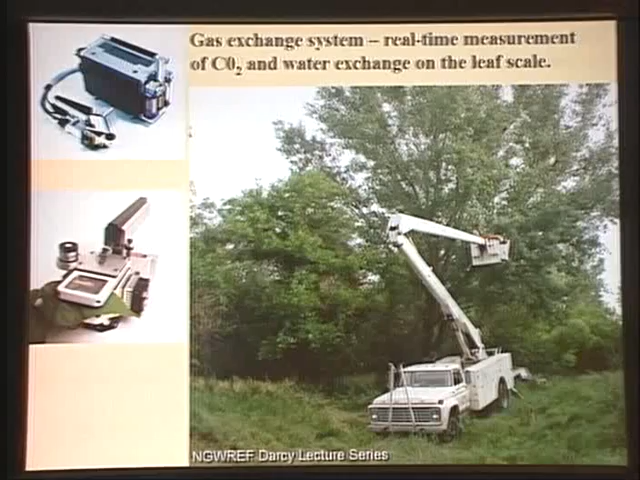 Gas exchange system – real-time measurement
of C0₂ and water exchange on the leaf scale.
NGWREF Darcy Lecture Series